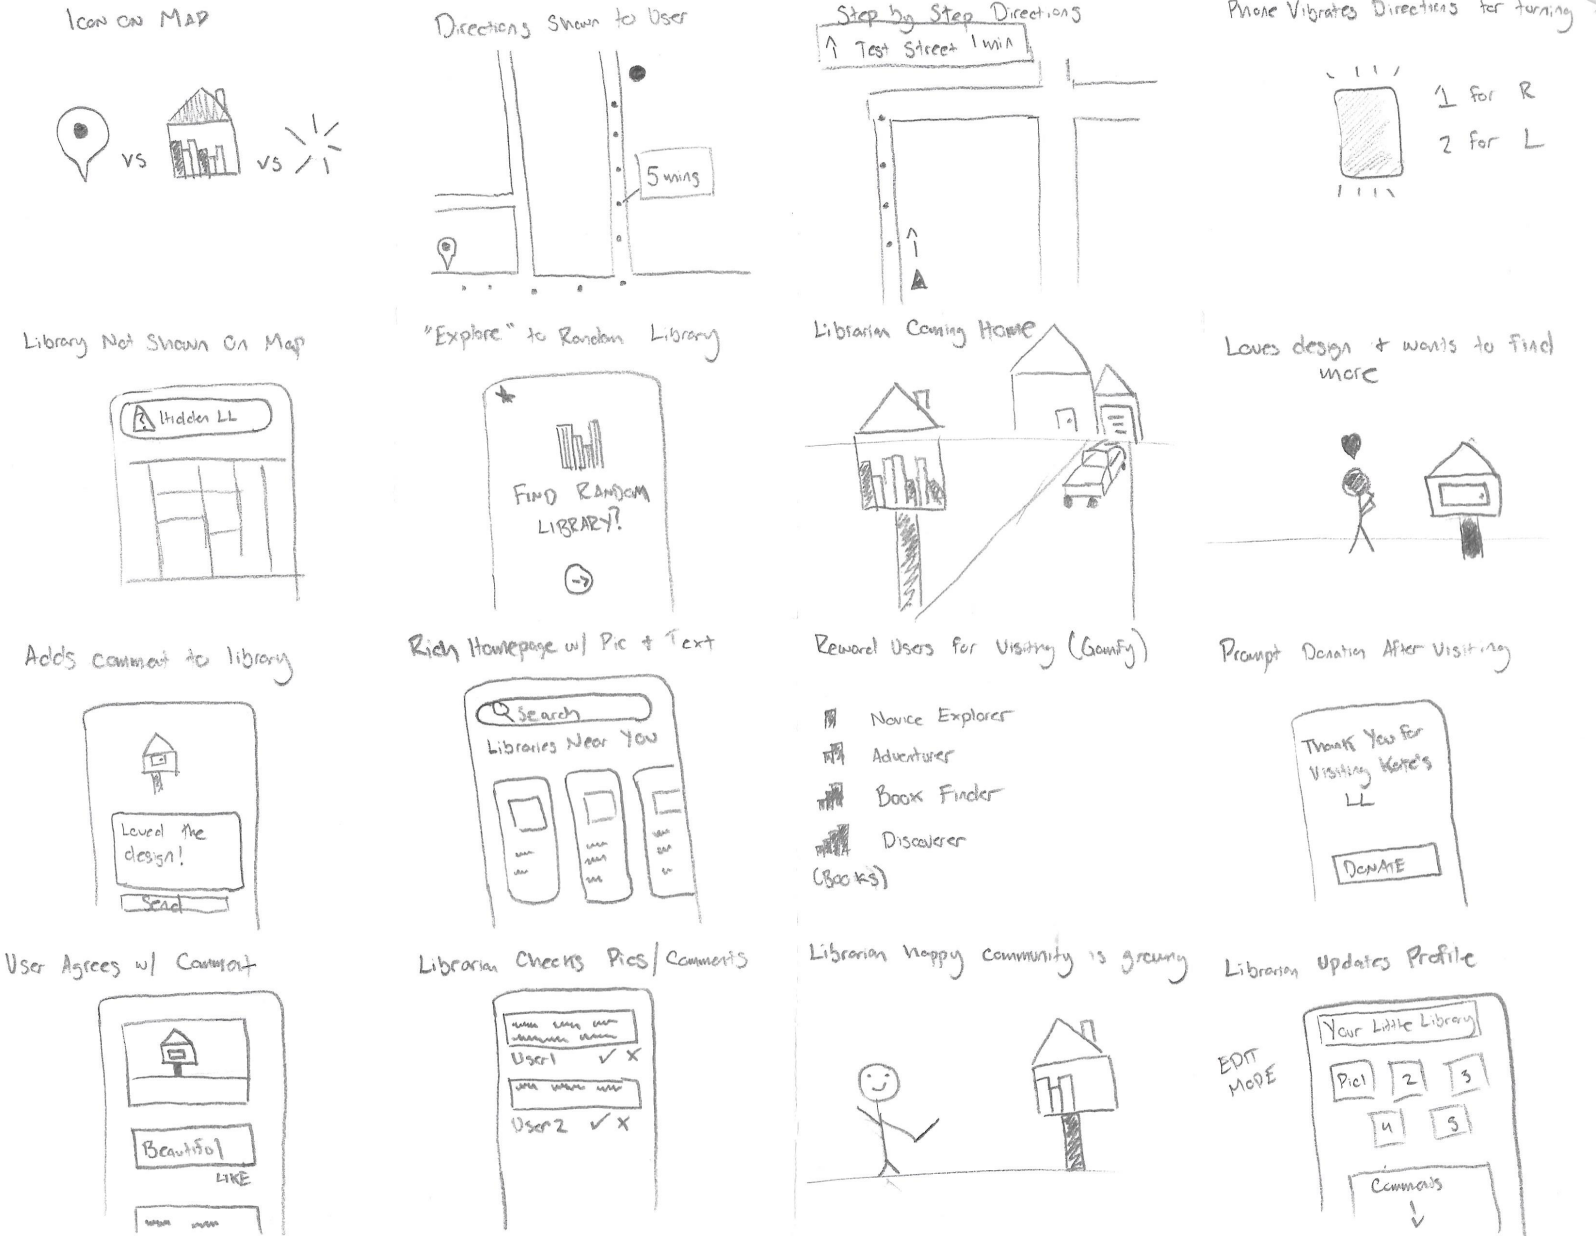 Icon on Map
vs
vs
Directions Shown to User
5 mins
Step by Step Directions
↑ Test Street 1 min
Phone Vibrates Directions for turning
1 for R
2 for L
Library Not Shown on Map
? Hidden LL
"Explore" to Random Library
FIND RANDOM
LIBRARY?
→
Librarian Coming Home
Loves design + wants to find
more
Adds comment to library
Loved the
design!
Send
Rich Homepage w/ Pic + Text
Search
Libraries Near You
Reward Users for Visiting (Gamify)
Novice Explorer
Adventurer
Book Finder
Discoverer
(Books)
Prompt Donation After Visiting
Thank You for
Visiting Kate's
LL
DONATE
User Agrees w/ Comment
Beautiful
LIKE
Librarian Checks Pics/Comments
User1 ✓ x
User2 ✓ x
Librarian happy community is growing
Librarian Updates Profile
EDIT
MODE
Your Little Library
Pic1 2 3
4 5
Comments
↓